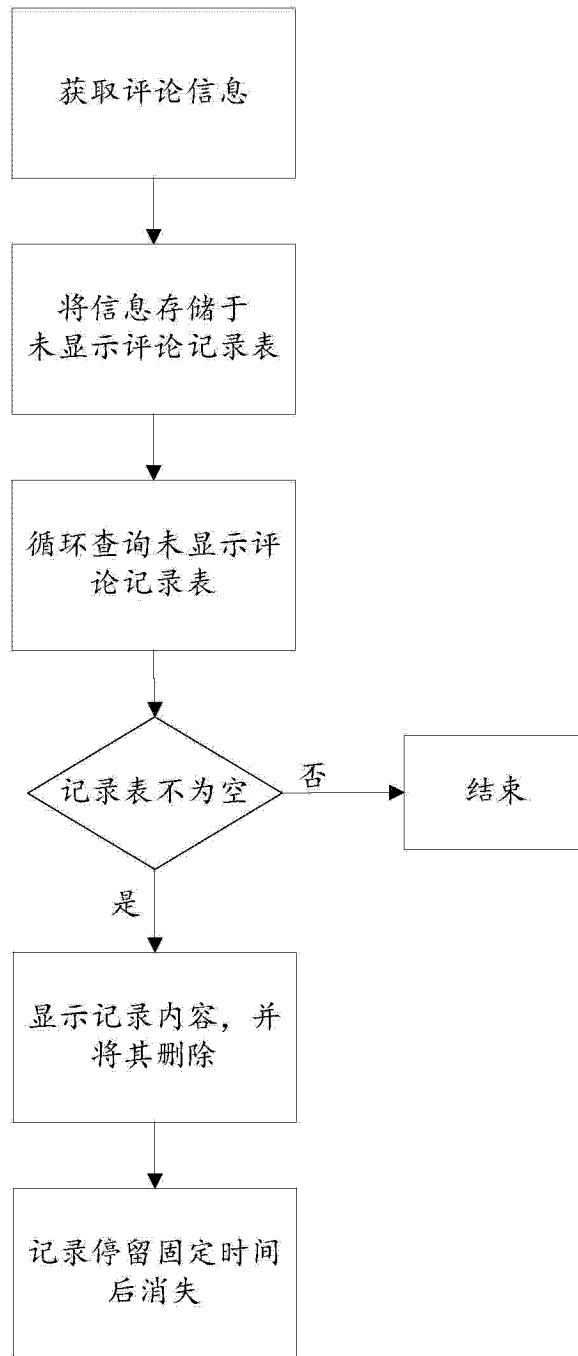 获取评论信息
将信息存储于
未显示评论记录表
循环查询未显示评
论记录表
记录表不为空
否
结束
是
显示记录内容，并
将其删除
记录停留固定时间
后消失